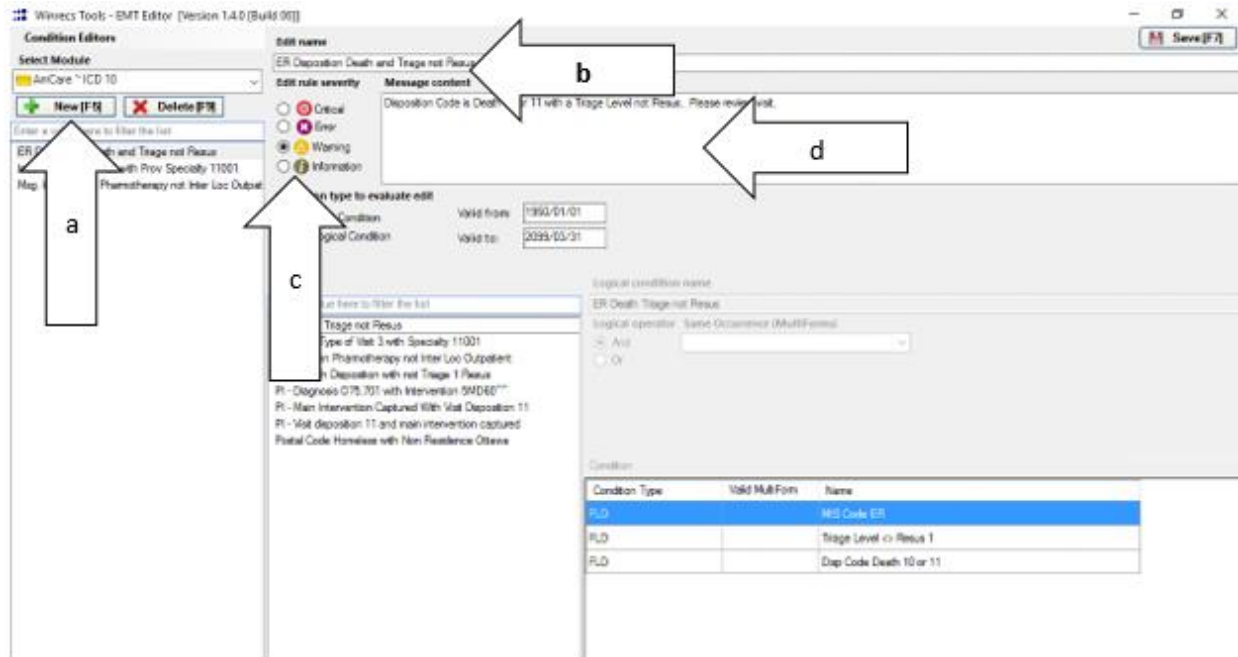 Winrecs Tools - EMT Editor [Version 1.4.0 [Build 06]]
Condition Editors
Select Module
AmCare ~ ICD 10
New [F5] Delete [F9]
Enter a here to filter the list
ER and Triage not Resus
with Prov Specialty 11001
Pharmotherapy not Inter Loc Outpat
a
Edit name
Save [F7]
ER Disposition Death and Triage not Resus
b
Edit rule severity Message content
Critical
Error
Warning
Information
Disposition Code is Death or 11 with a Triage Level not Resus. Please review visit.
d
type to evaluate edit
Condition Valid from: 1960/01/01
Logical Condition Valid to: 2099/03/31
c
here to filter the list
Triage not Resus
Type of Visit 3 with Specialty 11001
Pharmotherapy not Inter Loc Outpatient
Disposition with not Triage 1 Resus
PI - Diagnosis O75.701 with Intervention 5MD60^^
PI - Main Intervention Captured With Visit Disposition 11
PI - Visit disposition 11 and main intervention captured
Postal Code Homeless with Non Residence Ottawa
Logical condition name
ER Death Triage not Resus
Logical operator Same Occurrence (MultiForms)
And
Or
Condition
Condition Type Valid MultiForm Name
FLD MIS Code ER
FLD Triage Level <> Resus 1
FLD Disp Code Death 10 or 11